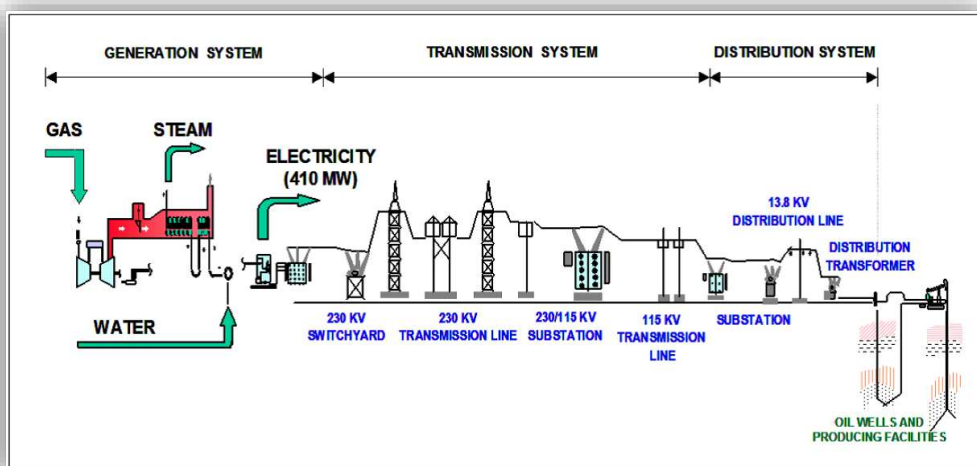 GENERATION SYSTEM
TRANSMISSION SYSTEM
DISTRIBUTION SYSTEM
GAS
STEAM
ELECTRICITY
(410 MW)
13.8 KV
DISTRIBUTION LINE
DISTRIBUTION
TRANSFORMER
WATER
230 KV
SWITCHYARD
230 KV
TRANSMISSION LINE
230/115 KV
SUBSTATION
115 KV
TRANSMISSION
LINE
SUBSTATION
OIL WELLS AND
PRODUCING FACILITIES